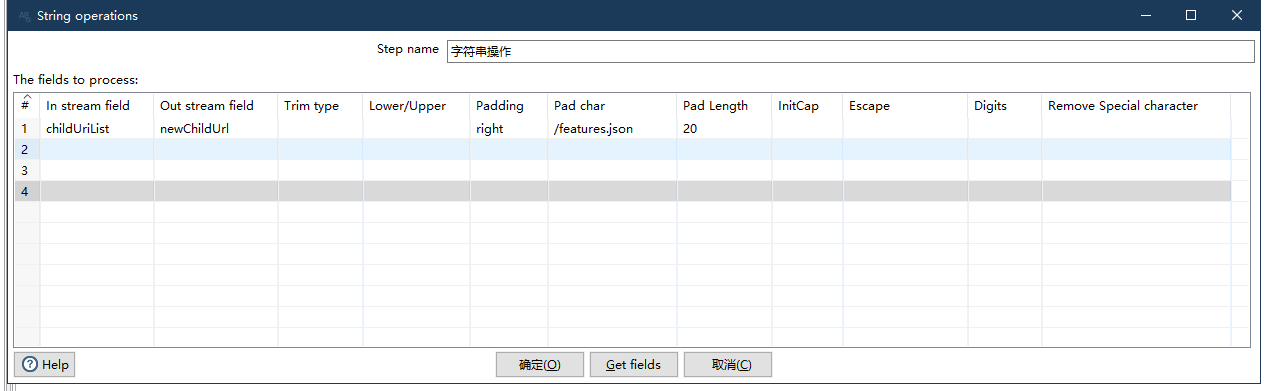 String operations
Step name 字符串操作
The fields to process:
# In stream field Out stream field Trim type Lower/Upper Padding Pad char Pad Length InitCap Escape Digits Remove Special character
1 childUriList newChildUrl right /features.json 20
2
3
4
Help 确定(O) Get fields 取消(C)